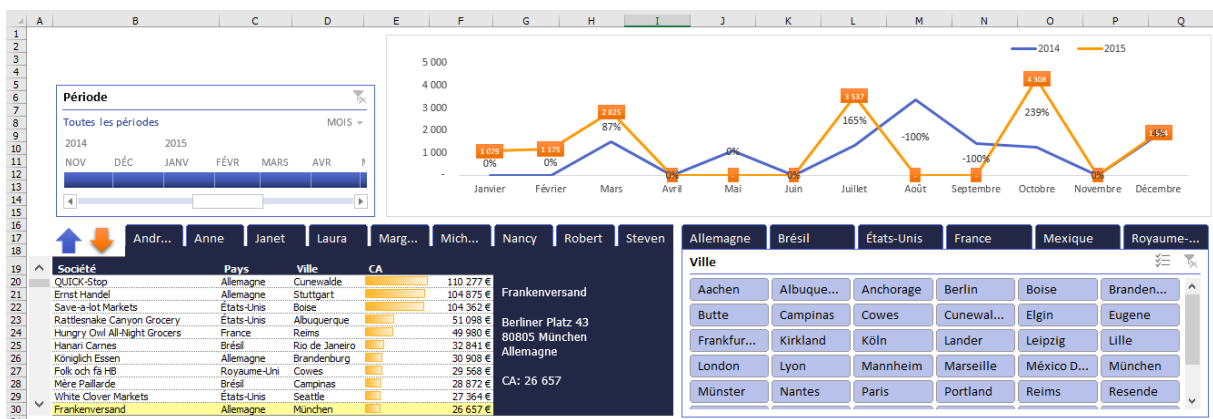 A B C D E F G H I J K L M N O P Q
1
2
3
4
5
6
7
8
9
10
11
12
13
14
15
16
17
18
19
20
21
22
23
24
25
26
27
28
29
30
Période
Toutes les périodes MOIS
2014 2015
NOV DÉC JANV FÉVR MARS AVR
2014 2015
5 000
4 000
3 000
2 000
1 000
-
1 079 1 175 2 825 - - - 3 537 - - 4 308 -
0% 0% 87% 0% 0% 0% 165% -100% -100% 239% 0%
Janvier Février Mars Avril Mai Juin Juillet Août Septembre Octobre Novembre Décembre
Andr... Anne Janet Laura Marg... Mich... Nancy Robert Steven
Société Pays Ville CA
QUICK-Stop Allemagne Cunewalde 110 277 €
Ernst Handel Allemagne Stuttgart 104 875 €
Save-a-lot Markets États-Unis Boise 104 362 €
Rattlesnake Canyon Grocery États-Unis Albuquerque 51 098 €
Hungry Owl All-Night Grocers France Reims 49 980 €
Hanari Carnes Brésil Rio de Janeiro 32 841 €
Königlich Essen Allemagne Brandenburg 30 908 €
Folk och fä HB Royaume-Uni Cowes 29 568 €
Mère Paillarde Brésil Campinas 28 872 €
White Clover Markets États-Unis Seattle 27 364 €
Frankenversand Allemagne München 26 657 €
Frankenversand
Berliner Platz 43
80805 München
Allemagne
CA: 26 657
Allemagne Brésil États-Unis France Mexique Royaume-...
Ville
Aachen Albuque... Anchorage Berlin Boise Branden...
Butte Campinas Cowes Cunewal... Elgin Eugene
Frankfur... Kirkland Köln Lander Leipzig Lille
London Lyon Mannheim Marseille México D... München
Münster Nantes Paris Portland Reims Resende